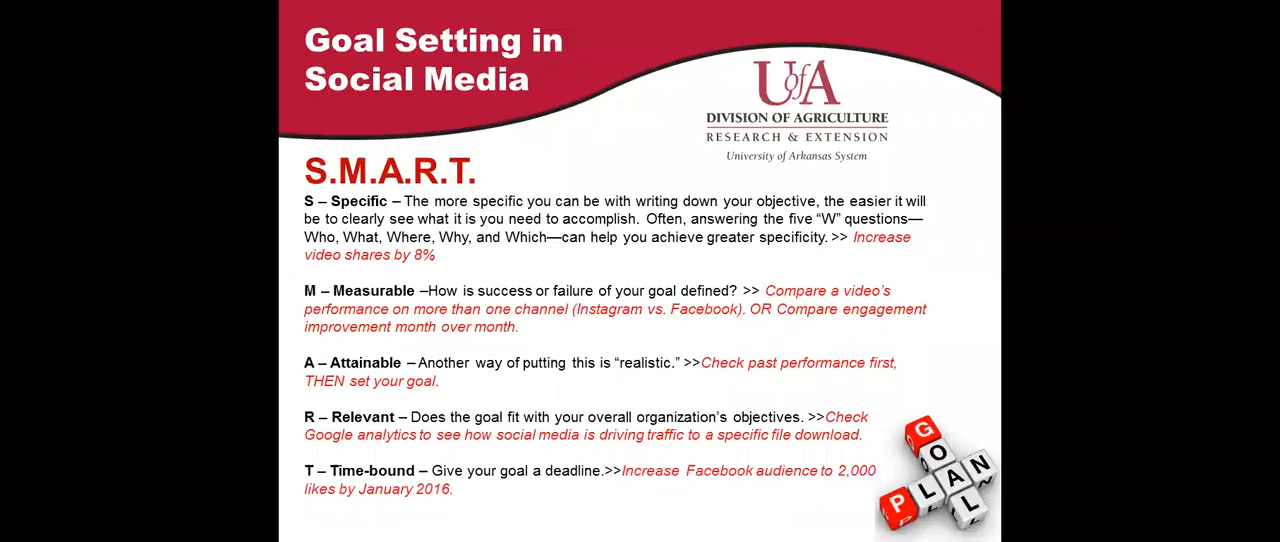 Goal Setting in
Social Media
UofA
DIVISION OF AGRICULTURE
RESEARCH & EXTENSION
University of Arkansas System
S.M.A.R.T.
S – Specific – The more specific you can be with writing down your objective, the easier it will
be to clearly see what it is you need to accomplish. Often, answering the five “W” questions—
Who, What, Where, Why, and Which—can help you achieve greater specificity. >> Increase
video shares by 8%
M – Measurable –How is success or failure of your goal defined? >> Compare a video’s
performance on more than one channel (Instagram vs. Facebook). OR Compare engagement
improvement month over month.
A – Attainable – Another way of putting this is “realistic.” >>Check past performance first,
THEN set your goal.
R – Relevant – Does the goal fit with your overall organization’s objectives. >>Check
Google analytics to see how social media is driving traffic to a specific file download.
T – Time-bound – Give your goal a deadline.>>Increase Facebook audience to 2,000
likes by January 2016.
GOAL
PLAN